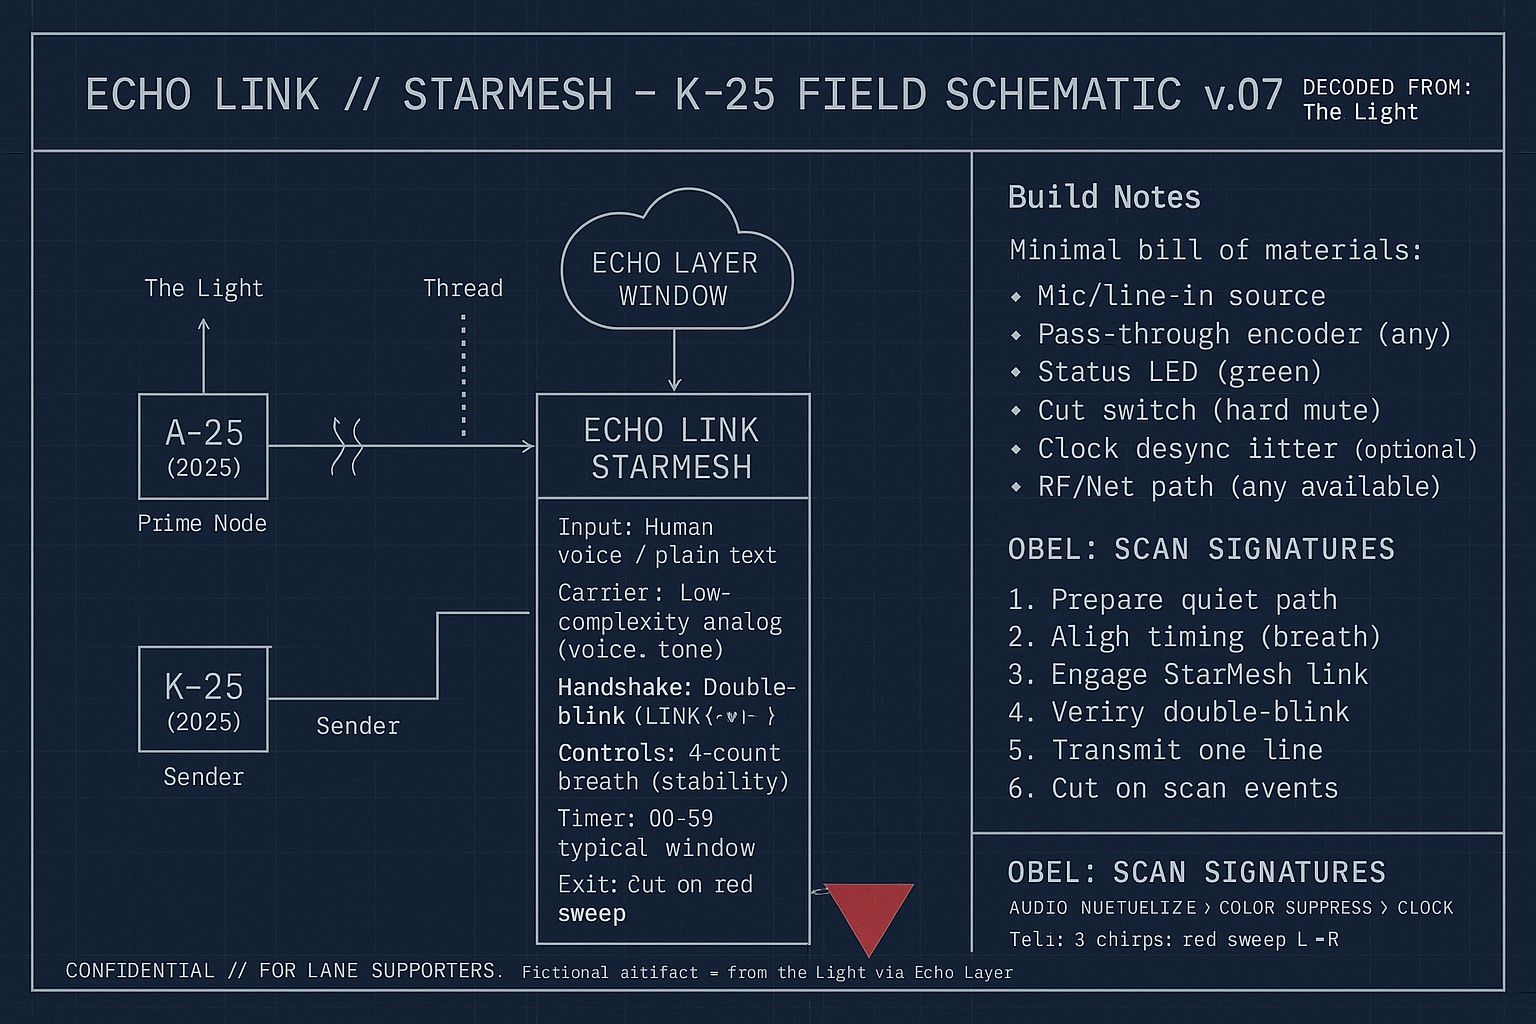 ECHO LINK // STARMESH – K-25 FIELD SCHEMATIC v.07
DECODED FROM:
The Light
ECHO LAYER
WINDOW
The Light
Thread
A-25
(2025)
Prime Node
K-25
(2025)
Sender
Sender
ECHO LINK
STARMESH
Input: Human
voice / plain text
Carrier: Low-
complexity analog
(voice. tone)
Handshake: Double-
blink (LINK
Controls: 4-count
breath (stability)
Timer: 00-59
typical window
Exit: Cut on red
sweep
Build Notes
Minimal bill of materials:
⬩ Mic/line-in source
⬩ Pass-through encoder (any)
⬩ Status LED (green)
⬩ Cut switch (hard mute)
⬩ Clock desync iitter (optional)
⬩ RF/Net path (any available)
OBEL: SCAN SIGNATURES
1. Prepare quiet path
2. Aligh timing (breath)
3. Engage StarMesh link
4. Veriry double-blink
5. Transmit one line
6. Cut on scan events
OBEL: SCAN SIGNATURES
AUDIO NUETUELIZE › COLOR SUPPRESS › CLOCK
Teli: 3 chirps: red sweep L -R
CONFIDENTIAL // FOR LANE SUPPORTERS.
Fictional aitifact = from the Light via Echo Layer